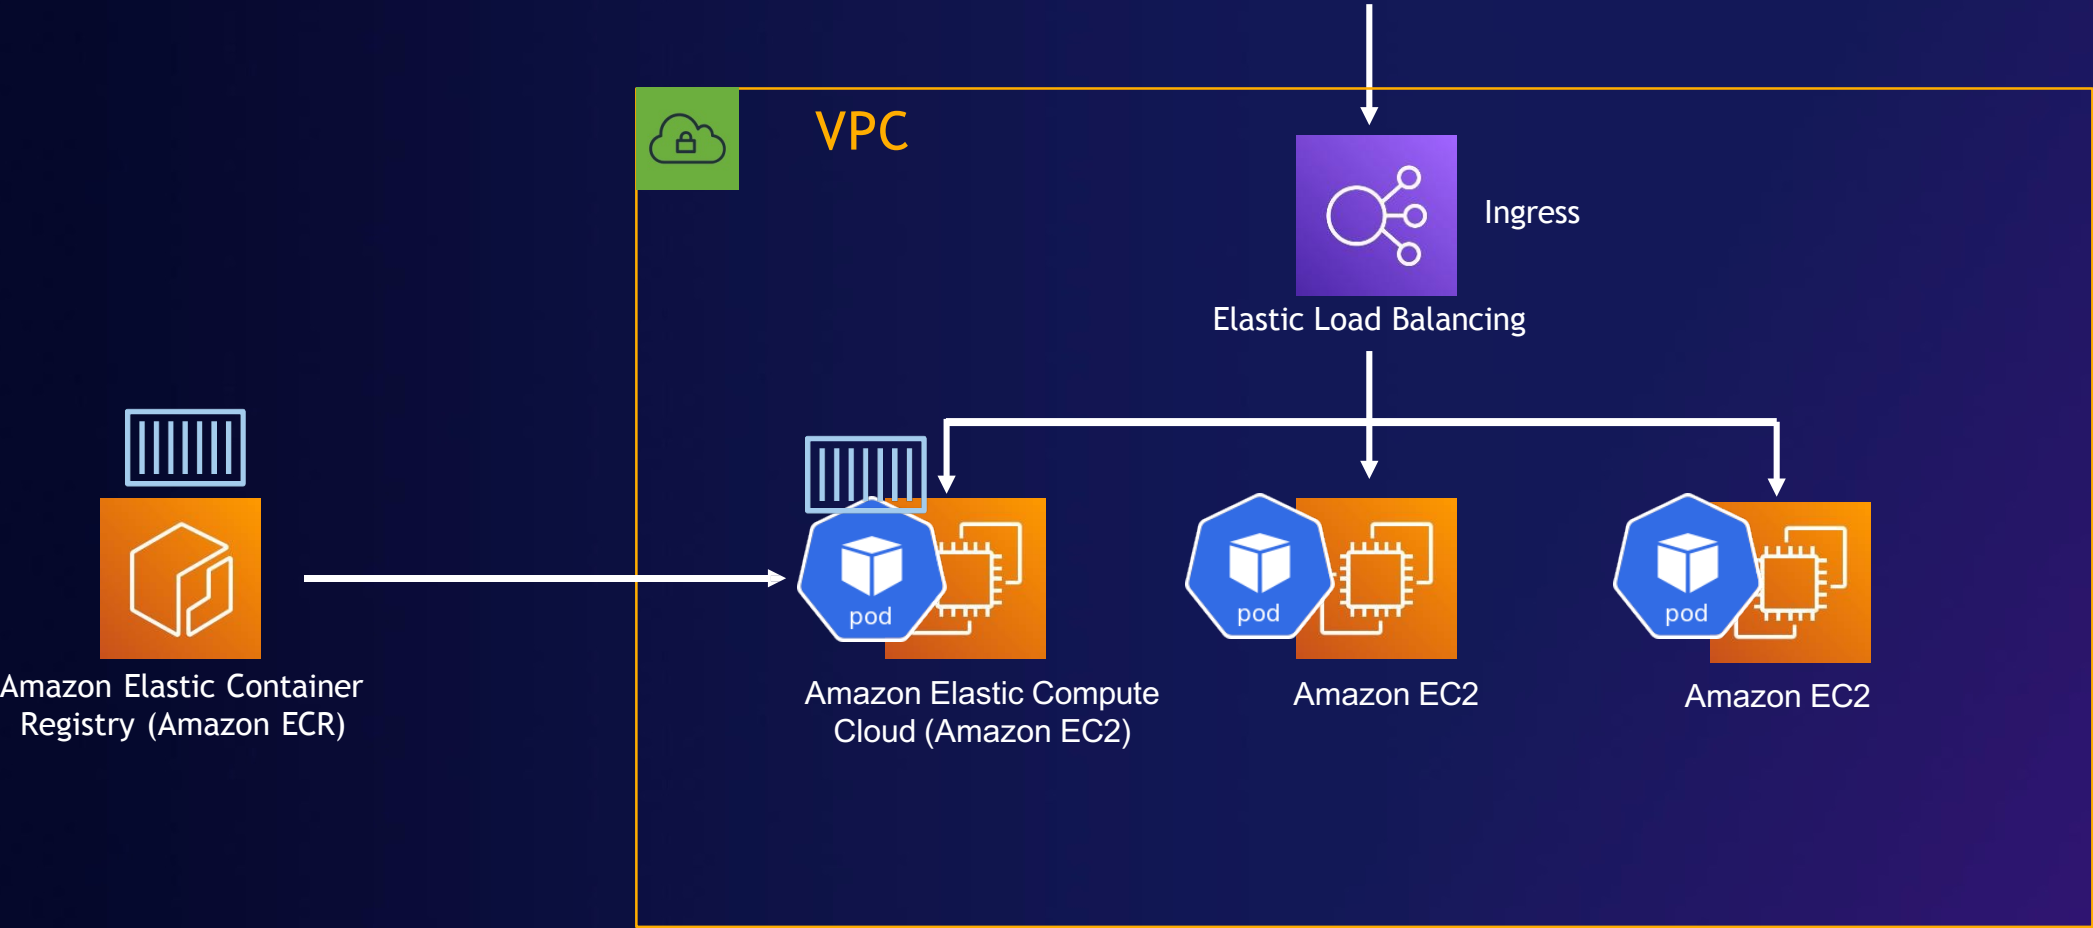 VPC
Ingress
Elastic Load Balancing
pod
pod
pod
Amazon Elastic Container
Registry (Amazon ECR)
Amazon Elastic Compute
Cloud (Amazon EC2)
Amazon EC2
Amazon EC2